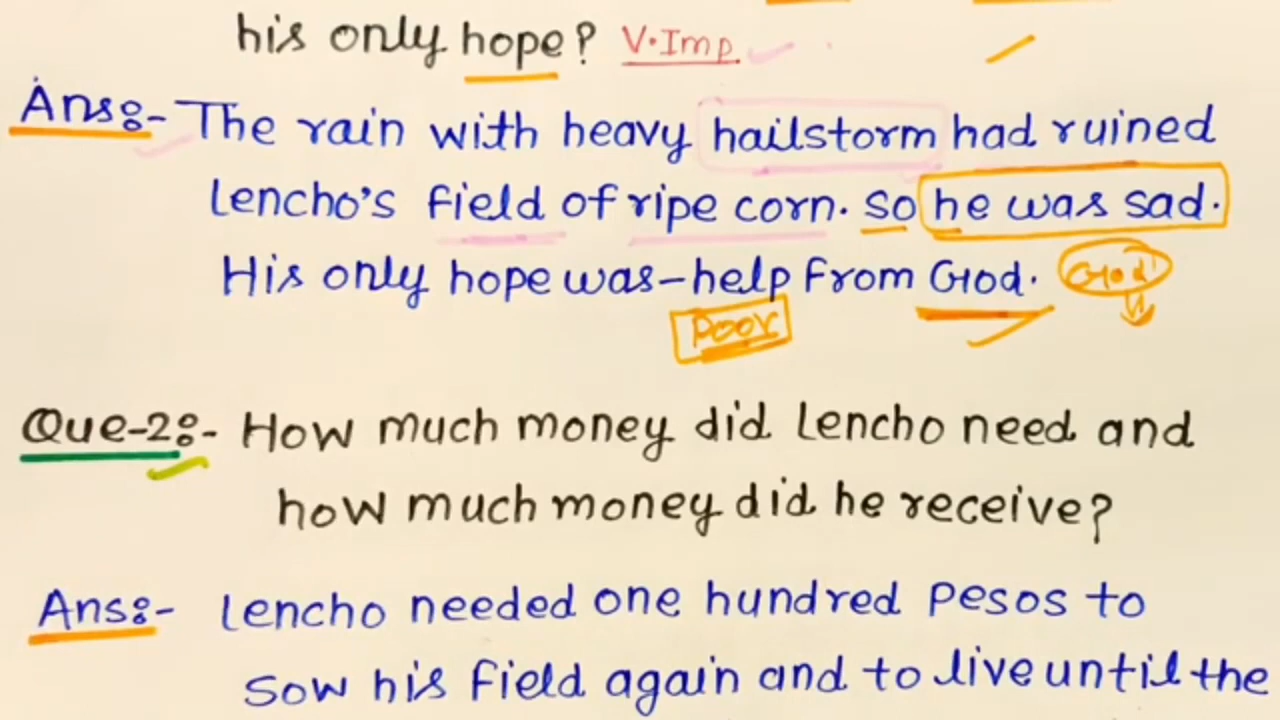 his only hope? V.Imp.
Ans:- The rain with heavy hailstorm had ruined
Lencho's field of ripe corn. so he was sad.
His only hope was-help from God. God
Poor
Que-2:- How much money did Lencho need and
how much money did he receive?
Ans:- Lencho needed one hundred Pesos to
sow his field again and to live until the